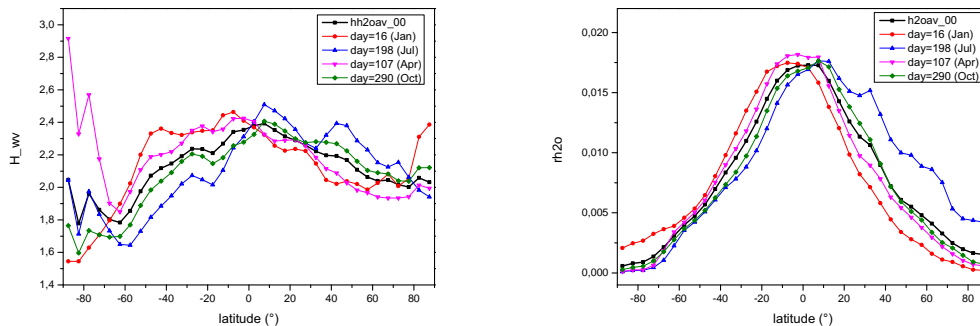 3,0
2,8
2,6
2,4
2,2
2,0
1,8
1,6
1,4
H_wv
-80 -60 -40 -20 0 20 40 60 80
latitude (°)
hh2oav_00
day=16 (Jan)
day=198 (Jul)
day=107 (Apr)
day=290 (Oct)
0,020
0,015
0,010
0,005
0,000
rh2o
-80 -60 -40 -20 0 20 40 60 80
latitude (°)
h2oav_00
day=16 (Jan)
day=198 (Jul)
day=107 (Apr)
day=290 (Oct)